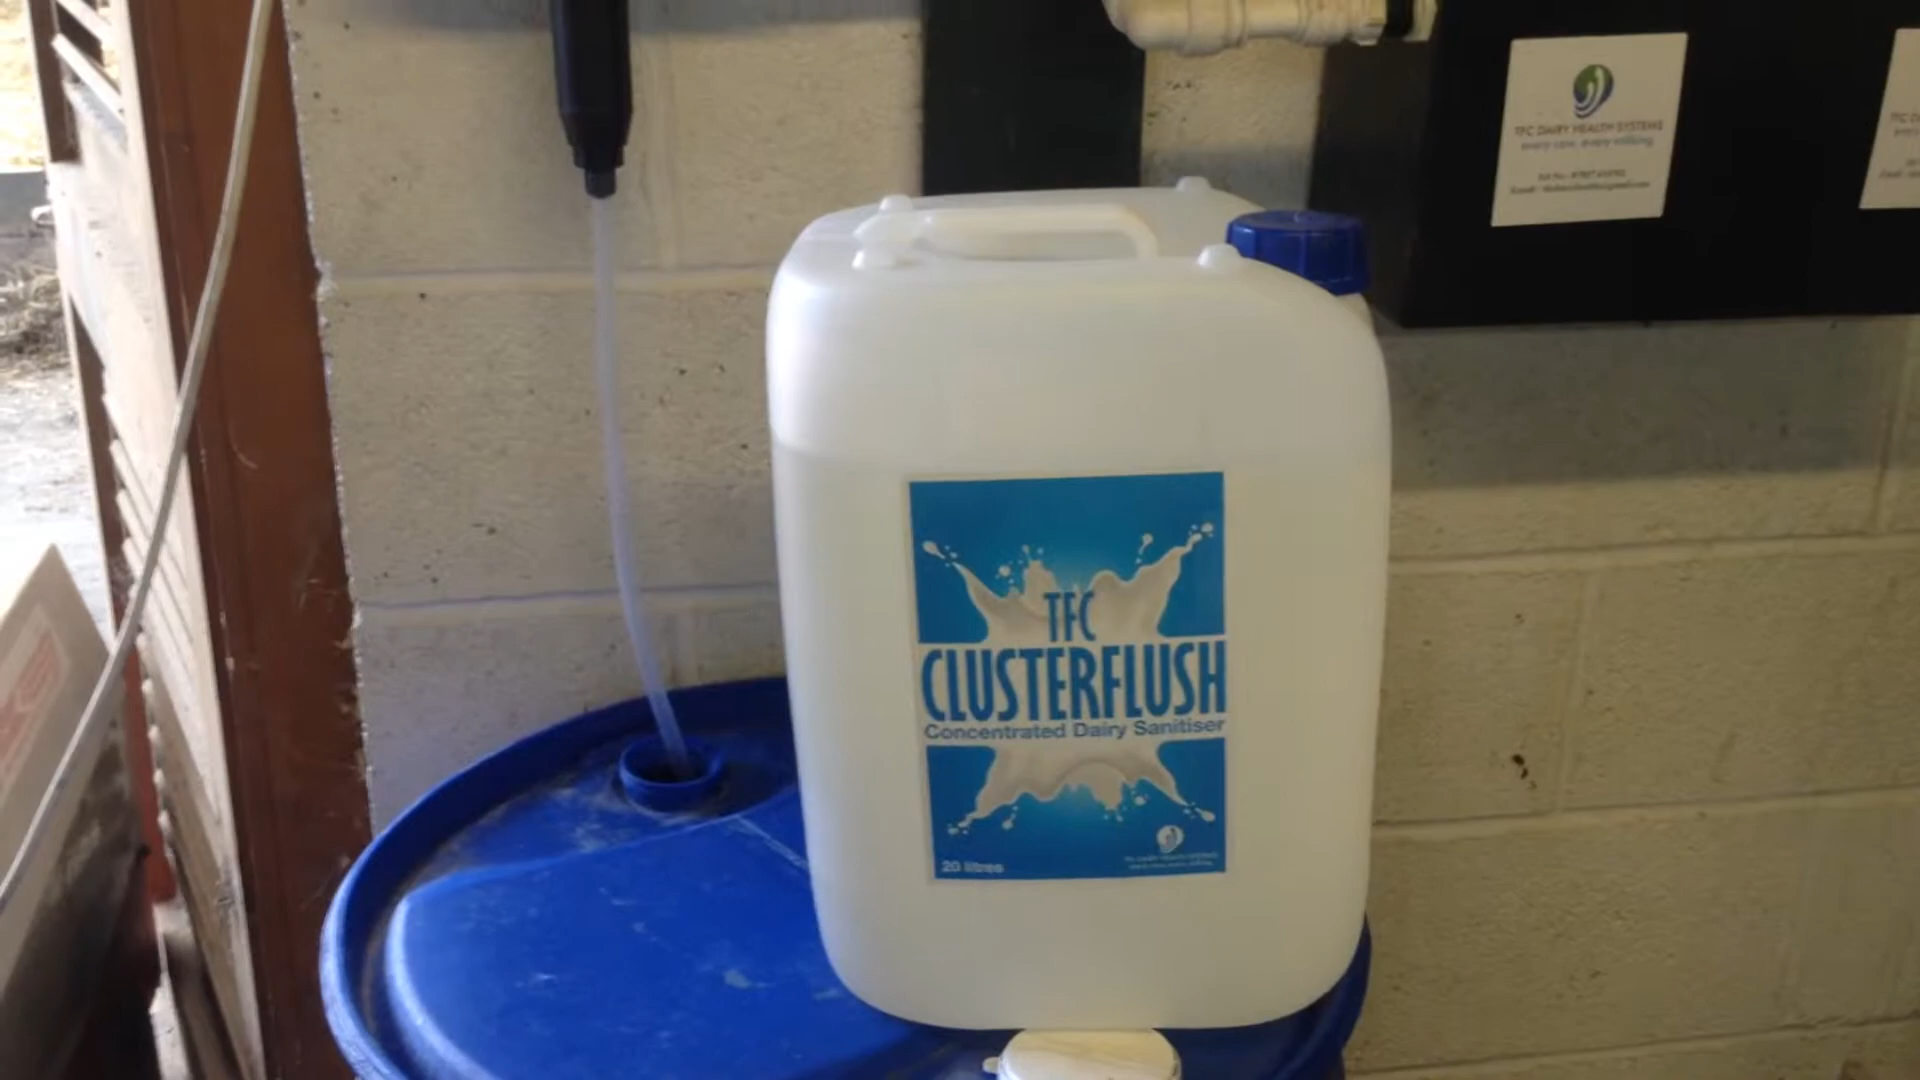 TFC DAIRY HEALTH SYSTEMS
every cow, every milking
TFC
CLUSTERFLUSH
Concentrated Dairy Sanitiser
20 litres